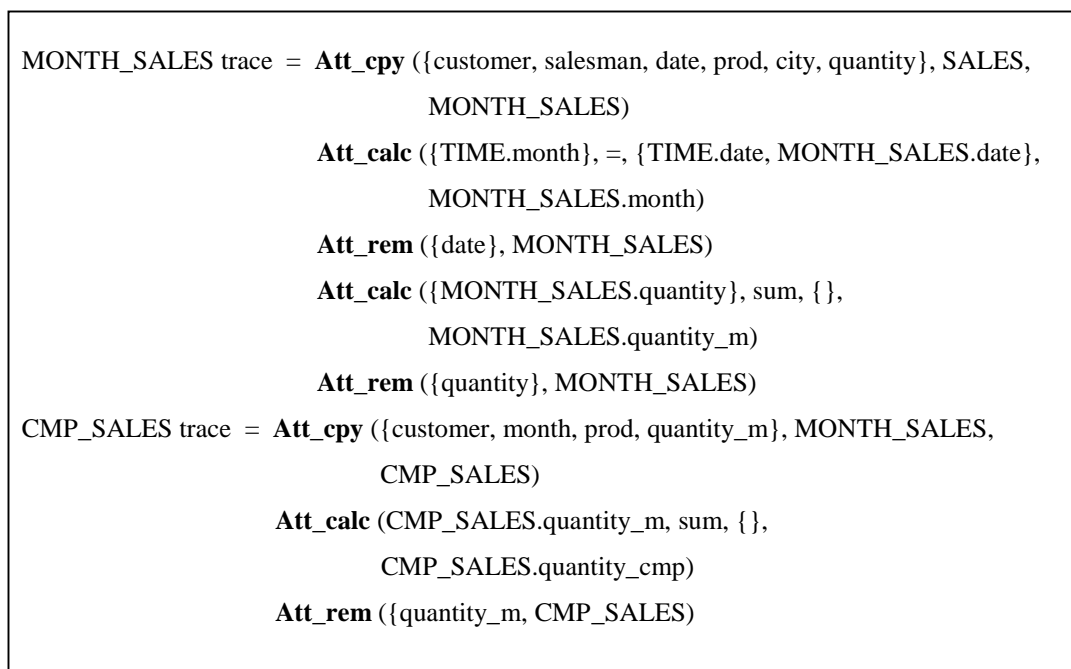 MONTH_SALES trace = Att_cpy ({customer, salesman, date, prod, city, quantity}, SALES,
MONTH_SALES)
Att_calc ({TIME.month}, =, {TIME.date, MONTH_SALES.date},
MONTH_SALES.month)
Att_rem ({date}, MONTH_SALES)
Att_calc ({MONTH_SALES.quantity}, sum, {},
MONTH_SALES.quantity_m)
Att_rem ({quantity}, MONTH_SALES)
CMP_SALES trace = Att_cpy ({customer, month, prod, quantity_m}, MONTH_SALES,
CMP_SALES)
Att_calc (CMP_SALES.quantity_m, sum, {},
CMP_SALES.quantity_cmp)
Att_rem ({quantity_m, CMP_SALES)